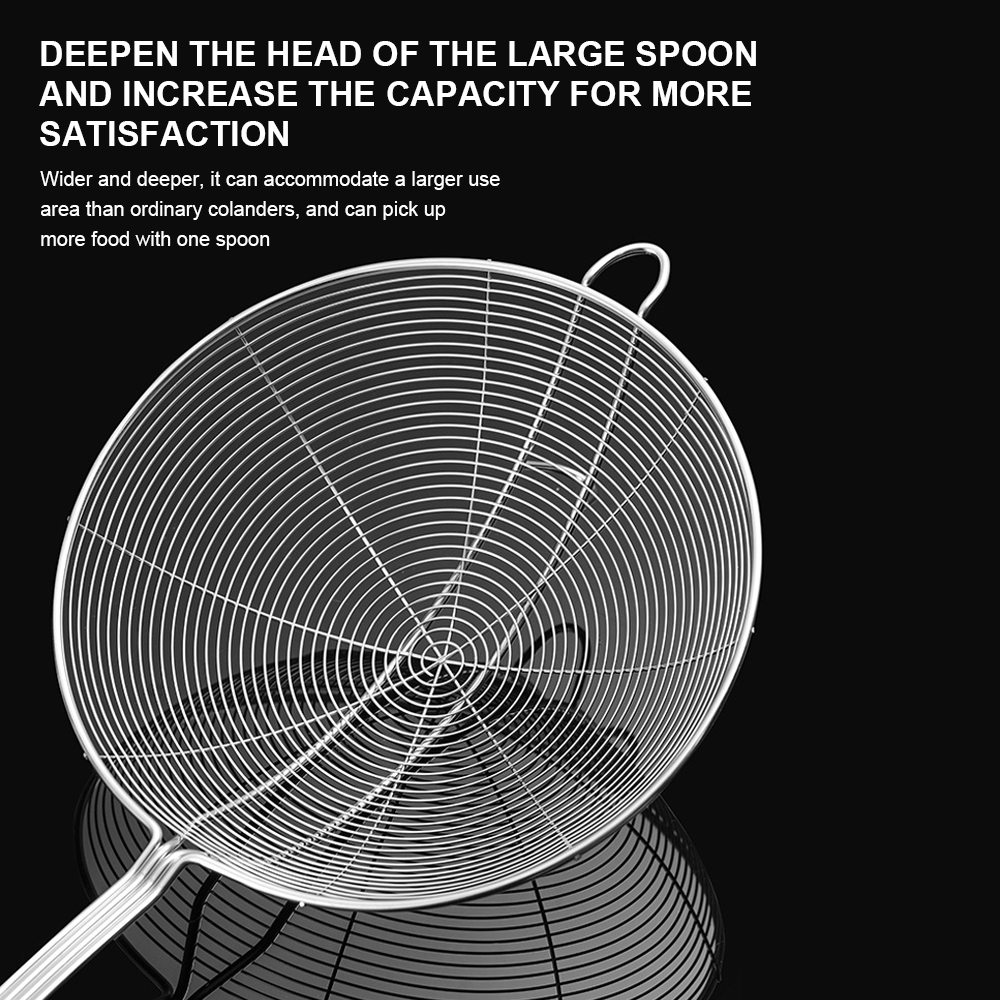 DEEPEN THE HEAD OF THE LARGE SPOON
AND INCREASE THE CAPACITY FOR MORE
SATISFACTION
Wider and deeper, it can accommodate a larger use
area than ordinary colanders, and can pick up
more food with one spoon